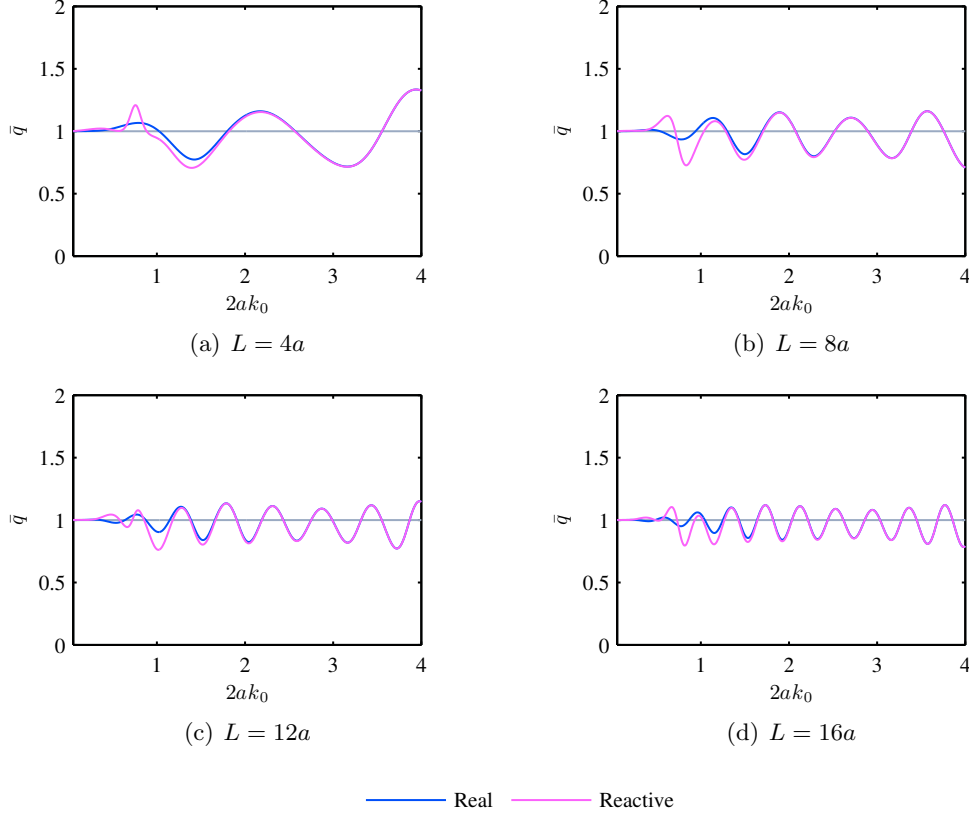 2
1.5
1
0.5
0
q̄
1 2 3 4
2ak₀
(a) L = 4a
2
1.5
1
0.5
0
q̄
1 2 3 4
2ak₀
(b) L = 8a
2
1.5
1
0.5
0
q̄
1 2 3 4
2ak₀
(c) L = 12a
2
1.5
1
0.5
0
q̄
1 2 3 4
2ak₀
(d) L = 16a
Real Reactive